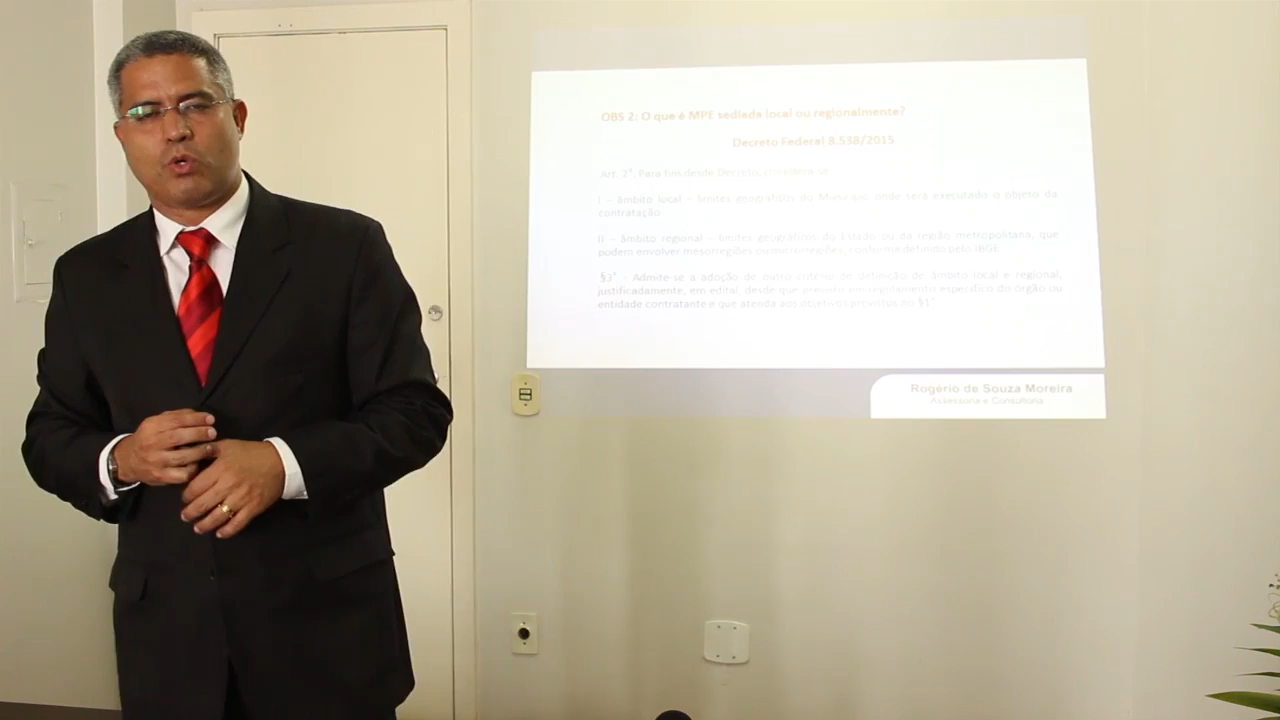 OBS 2: O que é MPE sediada local ou regionalmente?
Decreto Federal 8.538/2015
Art. 2°. Para fins desde Decreto, considera-se
I – âmbito local – limites geográficos do Município onde será executado o objeto da
contratação
II – âmbito regional – limites geográficos do Estado ou da região metropolitana, que
podem envolver mesorregiões ou microrregiões, conforme definido pelo IBGE
§3° - Admite-se a adoção de outro critério de definição de âmbito local e regional,
justificadamente, em edital, desde que previsto em regulamento específico do órgão ou
entidade contratante e que atenda aos objetivos previstos no §1°
Rogério de Souza Moreira
Assessoria e Consultoria